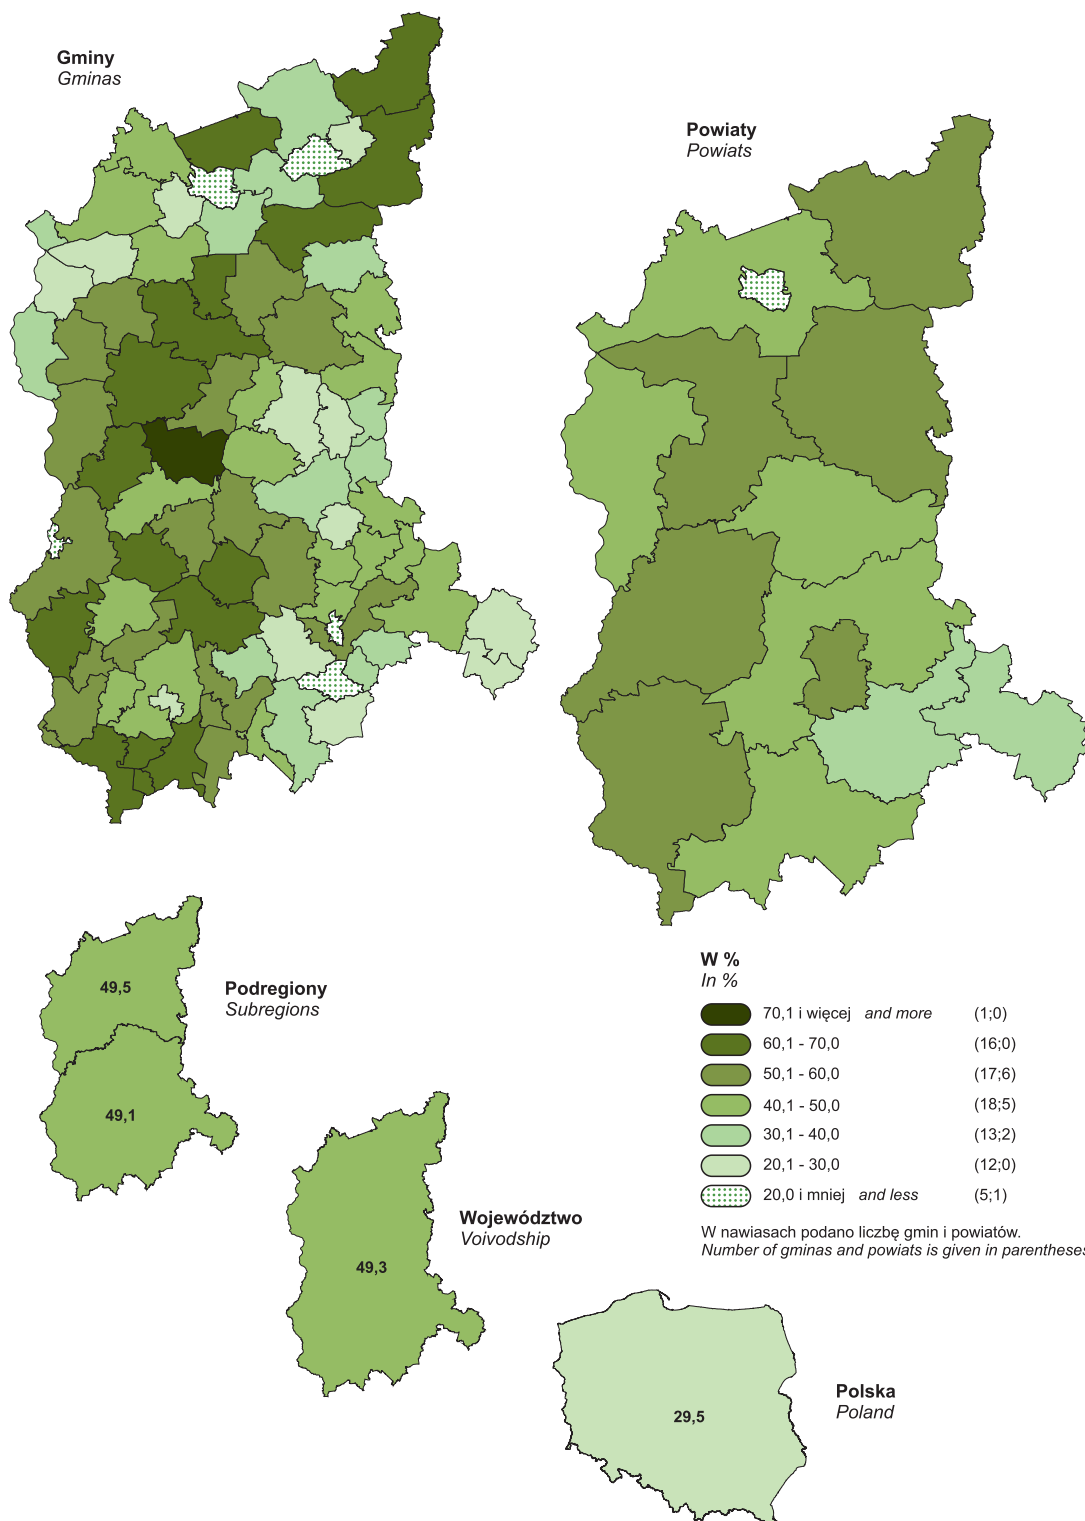 Gminy
Gminas
Powiaty
Powiats
49,5
Podregiony
Subregions
49,1
W %
In %
70,1 i więcej and more (1;0)
60,1 - 70,0 (16;0)
50,1 - 60,0 (17;6)
40,1 - 50,0 (18;5)
30,1 - 40,0 (13;2)
20,1 - 30,0 (12;0)
20,0 i mniej and less (5;1)
W nawiasach podano liczbę gmin i powiatów.
Number of gminas and powiats is given in parentheses
Województwo
Voivodship
49,3
Polska
Poland
29,5